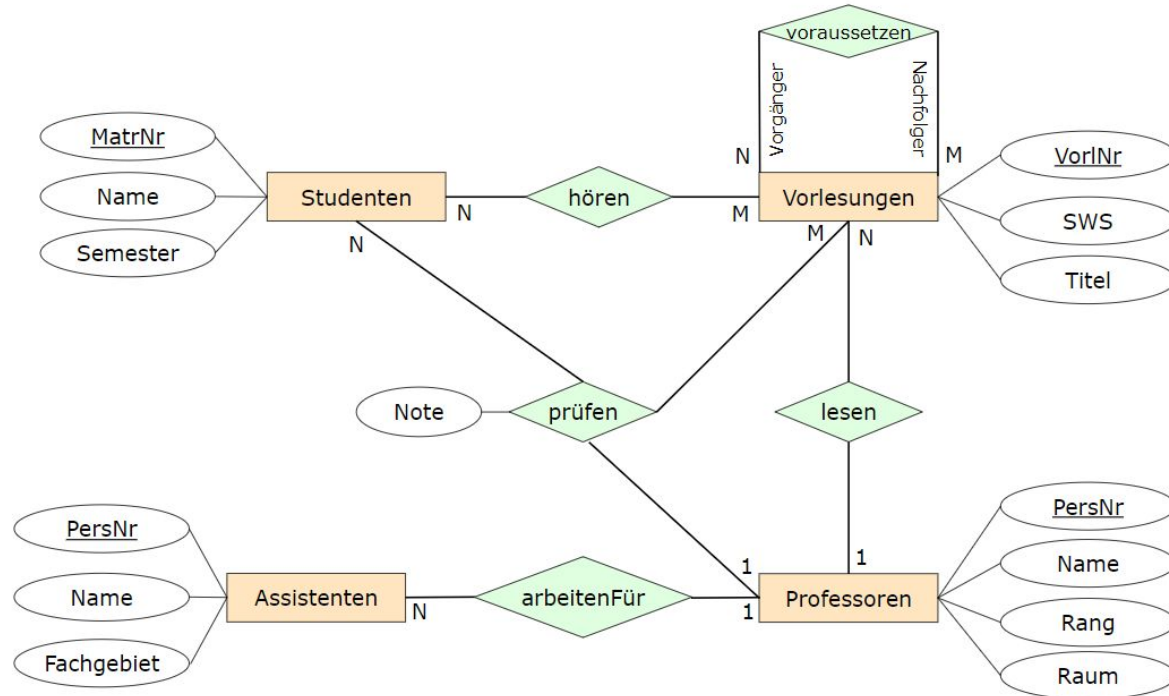 voraussetzen
Vorgänger
Nachfolger
N
M
MatrNr
Name
Semester
Studenten
N
N
hören
M
Vorlesungen
M
N
VorlNr
SWS
Titel
Note
prüfen
lesen
PersNr
Name
Fachgebiet
Assistenten
N
arbeitenFür
1
1
1
Professoren
PersNr
Name
Rang
Raum